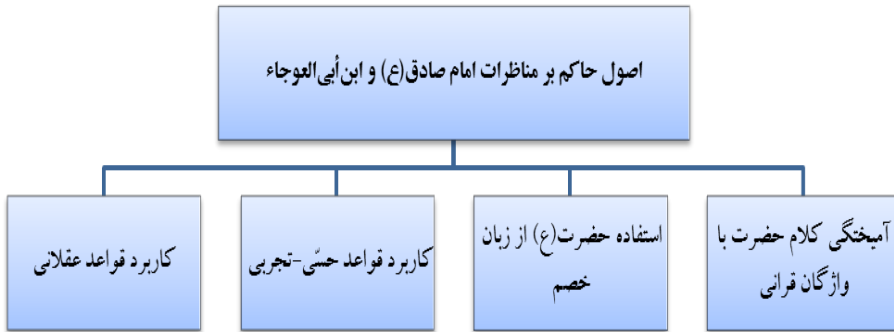 اصول حاکم بر مناظرات امام صادق(ع) و ابن‌أبی‌العوجاء
آمیختگی کلام حضرت با
واژگان قرانی
استفاده حضرت(ع) از زبان
خصم
کاربرد قواعد حسّی-تجربی
کاربرد قواعد عقلانی